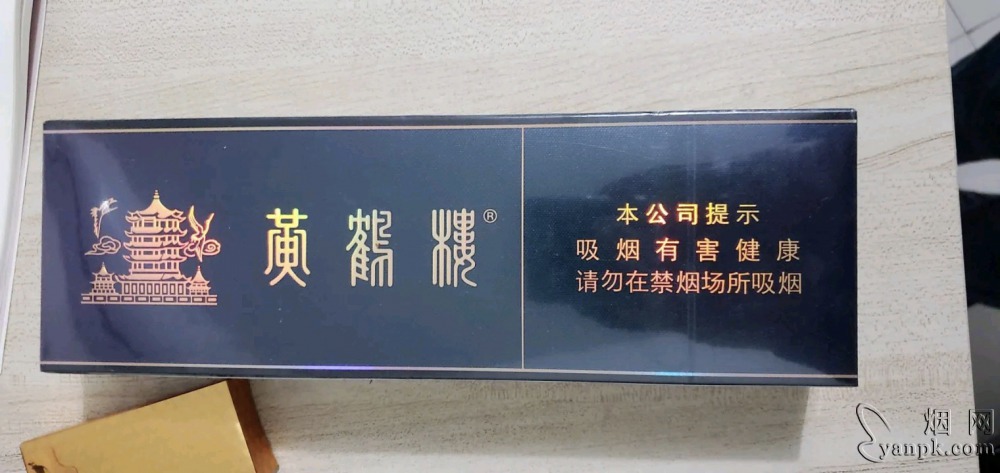 黄鹤楼®
本公司提示
吸烟有害健康
请勿在禁烟场所吸烟
烟网
yanpk.com